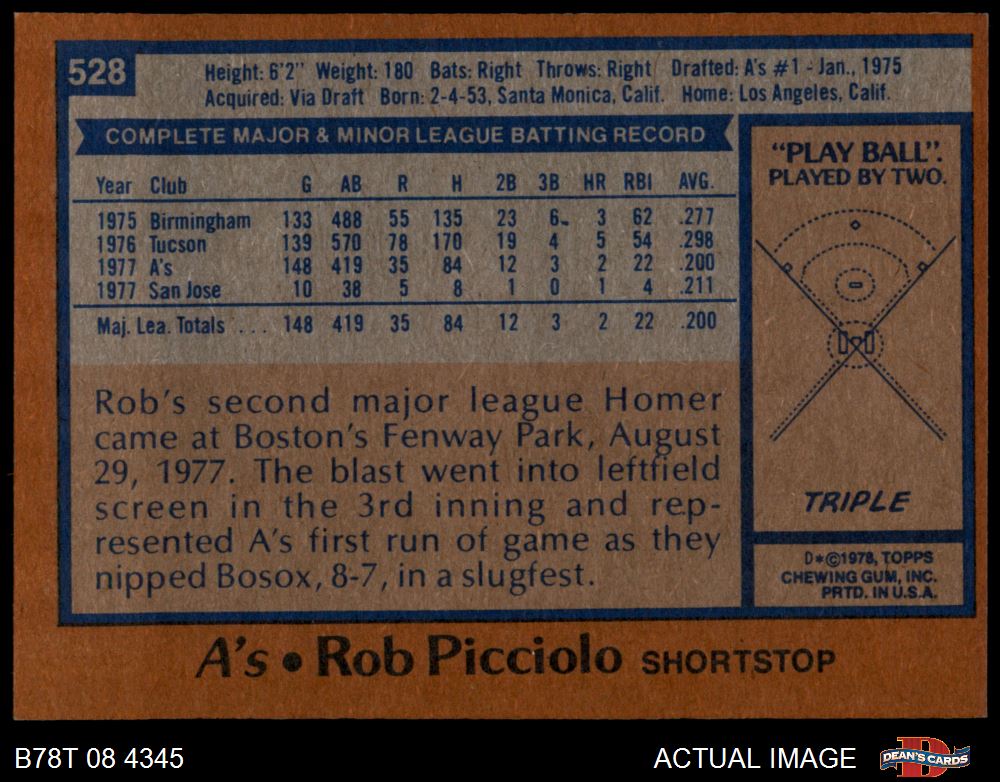 528
Height: 6'2" Weight: 180 Bats: Right Throws: Right Drafted: A's #1 - Jan., 1975
Acquired: Via Draft Born: 2-4-53, Santa Monica, Calif. Home: Los Angeles, Calif.
COMPLETE MAJOR & MINOR LEAGUE BATTING RECORD
Year Club G AB R H 2B 3B HR RBI AVG.
1975 Birmingham 133 488 55 135 23 6 3 62 .277
1976 Tucson 139 570 78 170 19 4 5 54 .298
1977 A's 148 419 35 84 12 3 2 22 .200
1977 San Jose 10 38 5 8 1 0 1 4 .211
Maj. Lea. Totals . . . 148 419 35 84 12 3 2 22 .200
Rob's second major league Homer
came at Boston's Fenway Park, August
29, 1977. The blast went into leftfield
screen in the 3rd inning and rep-
resented A's first run of game as they
nipped Bosox, 8-7, in a slugfest.
"PLAY BALL".
PLAYED BY TWO.
TRIPLE
D*©1978, TOPPS
CHEWING GUM, INC.
PRTD. IN U.S.A.
A's • Rob Picciolo SHORTSTOP
B78T 08 4345
ACTUAL IMAGE
DEAN'S CARDS